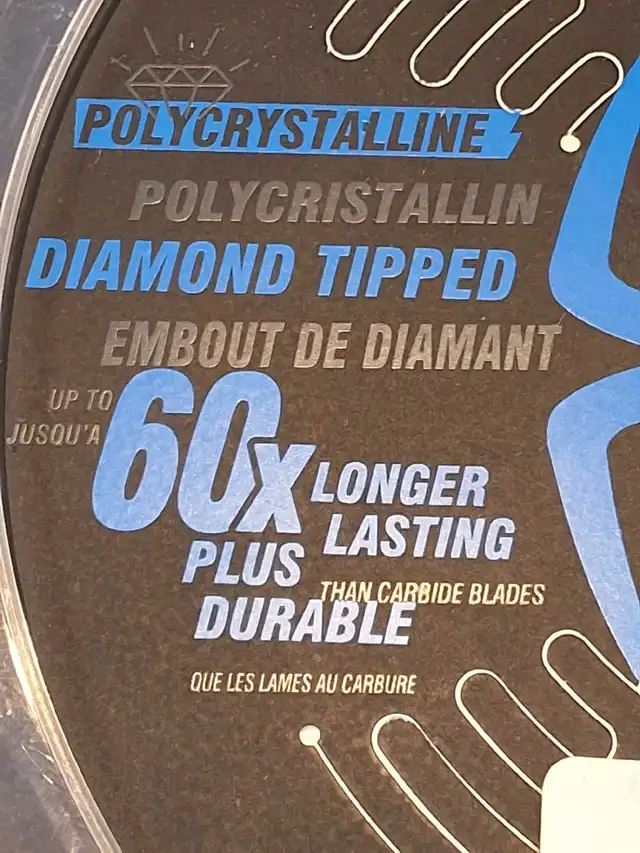 POLYCRYSTALLINE
POLYCRISTALLIN
DIAMOND TIPPED
EMBOUT DE DIAMANT
UP TO
JUSQU'A
60X
LONGER
LASTING
THAN CARBIDE BLADES
PLUS
DURABLE
QUE LES LAMES AU CARBURE